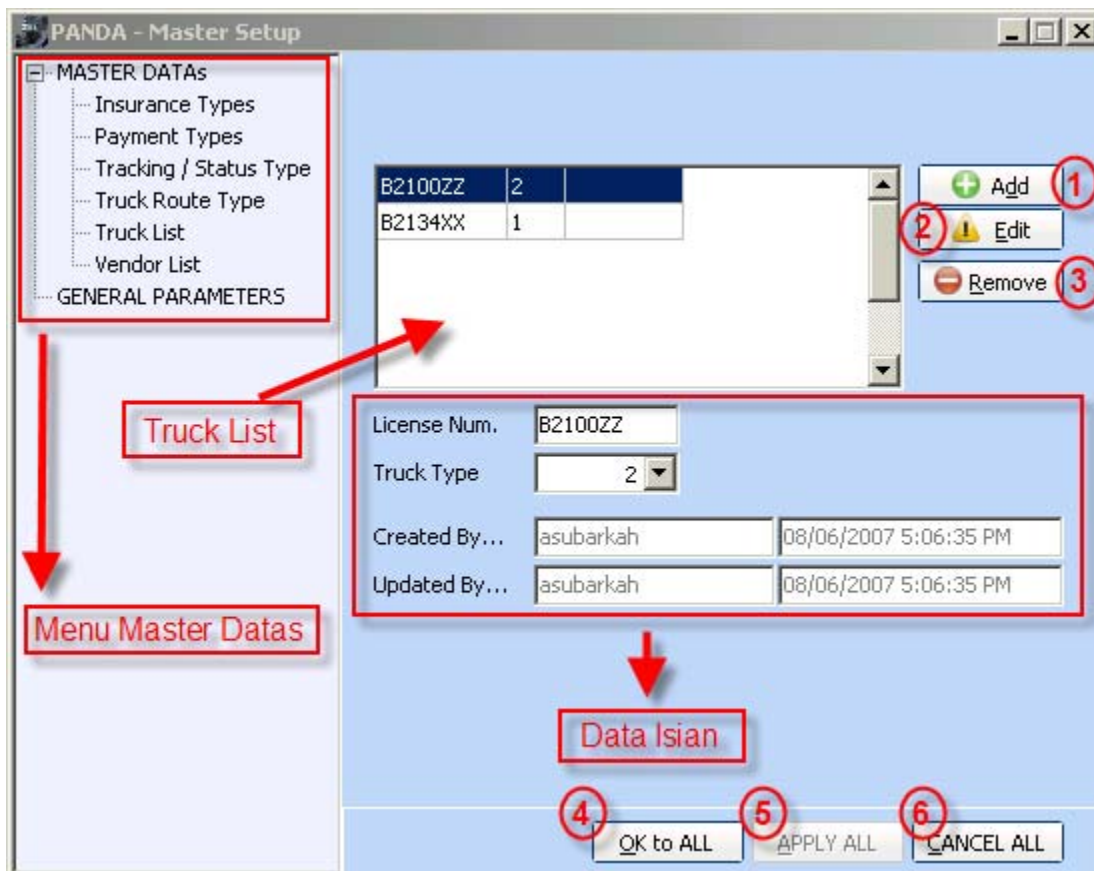 PANDA - Master Setup
MASTER DATAs
Insurance Types
Payment Types
Tracking / Status Type
Truck Route Type
Truck List
Vendor List
GENERAL PARAMETERS
B2100ZZ 2
B2134XX 1
Add 1
2 Edit
Remove 3
Truck List
License Num. B2100ZZ
Truck Type 2
Created By... asubarkah 08/06/2007 5:06:35 PM
Updated By... asubarkah 08/06/2007 5:06:35 PM
Menu Master Datas
Data Isian
4 OK to ALL 5 APPLY ALL 6 CANCEL ALL